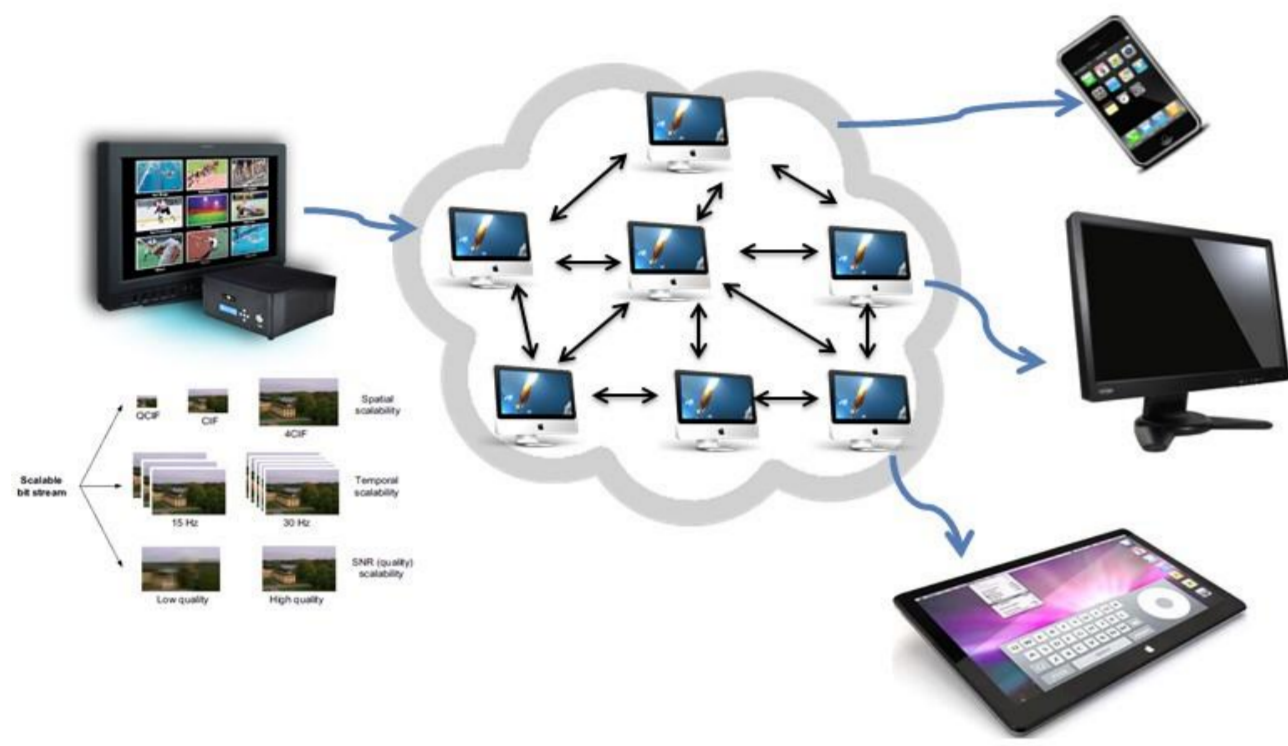 QCIF
CIF
4CIF
Spatial
scalability
Scalable
bit stream
15 Hz
30 Hz
Temporal
scalability
Low quality
High quality
SNR (quality)
scalability